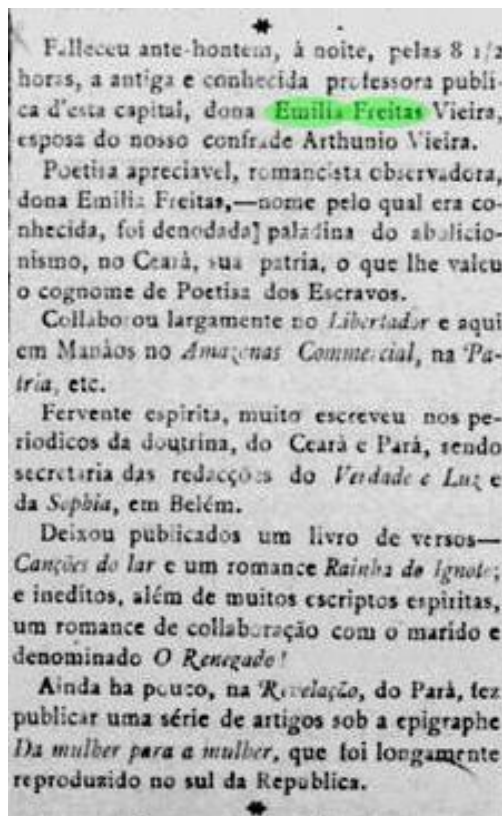 Falleceu ante-hontem, á noite, pelas 8 1/2
horas, a antiga e conhecida professora publi-
ca d'esta capital, dona Emilia Freitas Vieira,
esposa do nosso confrade Arthunio Vieira.
Poetisa apreciavel, romancista observadora,
dona Emilia Freitas,—nome pelo qual era co-
nhecida, foi denodada] paladina do abolicio-
nismo, no Ceará, sua patria, o que lhe valeu
o cognome de Poetisa dos Escravos.
Collaborou largamente no Libertador e aqui
em Manáos no Amazonas Commercial, na Pa-
tria, etc.
Fervente espirita, muito escreveu nos pe-
riodicos da doutrina, do Ceará e Pará, sendo
secretaria das redacções do Verdade e Luz e
da Sophia, em Belém.
Deixou publicados um livro de versos—
Canções do lar e um romance Rainha do Ignoto;
e ineditos, além de muitos escriptos espiritas,
um romance de collaboração com o marido e
denominado O Renegado!
Ainda ha pouco, na Revelação, do Pará, fez
publicar uma série de artigos sob a epigraphe
Da mulher para a mulher, que foi longamente
reproduzido no sul da Republica.